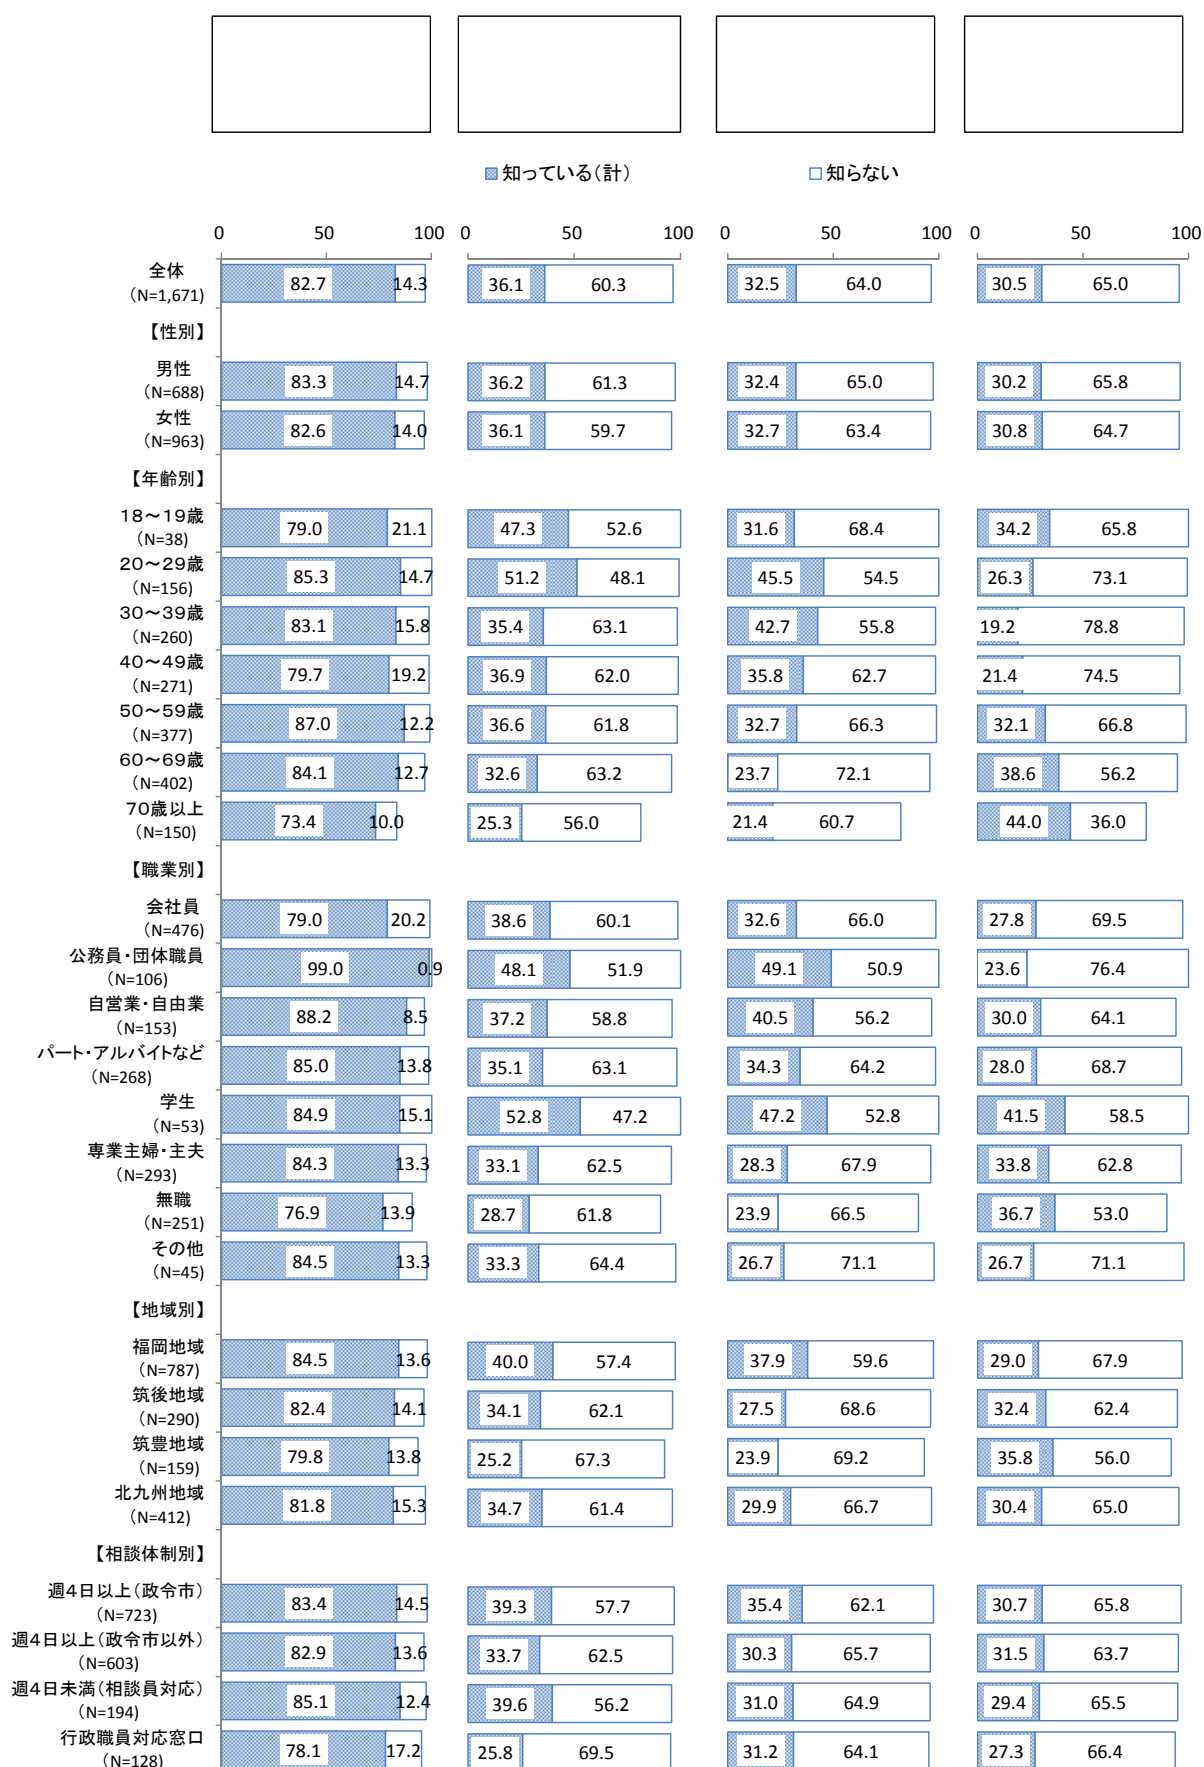 ■知っている（計） □知らない
0 50 100 0 50 100 0 50 100 0 50 100
全体
（N=1,671)
82.7 14.3 36.1 60.3 32.5 64.0 30.5 65.0
【性別】
男性
（N=688)
83.3 14.7 36.2 61.3 32.4 65.0 30.2 65.8
女性
（N=963)
82.6 14.0 36.1 59.7 32.7 63.4 30.8 64.7
【年齢別】
18～19歳
（N=38)
79.0 21.1 47.3 52.6 31.6 68.4 34.2 65.8
20～29歳
（N=156)
85.3 14.7 51.2 48.1 45.5 54.5 26.3 73.1
30～39歳
（N=260)
83.1 15.8 35.4 63.1 42.7 55.8 19.2 78.8
40～49歳
（N=271)
79.7 19.2 36.9 62.0 35.8 62.7 21.4 74.5
50～59歳
（N=377)
87.0 12.2 36.6 61.8 32.7 66.3 32.1 66.8
60～69歳
（N=402)
84.1 12.7 32.6 63.2 23.7 72.1 38.6 56.2
70歳以上
（N=150)
73.4 10.0 25.3 56.0 21.4 60.7 44.0 36.0
【職業別】
会社員
（N=476)
79.0 20.2 38.6 60.1 32.6 66.0 27.8 69.5
公務員・団体職員
（N=106)
99.0 0.9 48.1 51.9 49.1 50.9 23.6 76.4
自営業・自由業
（N=153)
88.2 8.5 37.2 58.8 40.5 56.2 30.0 64.1
パート・アルバイトなど
（N=268)
85.0 13.8 35.1 63.1 34.3 64.2 28.0 68.7
学生
（N=53)
84.9 15.1 52.8 47.2 47.2 52.8 41.5 58.5
専業主婦・主夫
（N=293)
84.3 13.3 33.1 62.5 28.3 67.9 33.8 62.8
無職
（N=251)
76.9 13.9 28.7 61.8 23.9 66.5 36.7 53.0
その他
（N=45)
84.5 13.3 33.3 64.4 26.7 71.1 26.7 71.1
【地域別】
福岡地域
（N=787)
84.5 13.6 40.0 57.4 37.9 59.6 29.0 67.9
筑後地域
（N=290)
82.4 14.1 34.1 62.1 27.5 68.6 32.4 62.4
筑豊地域
（N=159)
79.8 13.8 25.2 67.3 23.9 69.2 35.8 56.0
北九州地域
（N=412)
81.8 15.3 34.7 61.4 29.9 66.7 30.4 65.0
【相談体制別】
週４日以上（政令市）
（N=723)
83.4 14.5 39.3 57.7 35.4 62.1 30.7 65.8
週４日以上（政令市以外）
（N=603)
82.9 13.6 33.7 62.5 30.3 65.7 31.5 63.7
週４日未満（相談員対応）
（N=194)
85.1 12.4 39.6 56.2 31.0 64.9 29.4 65.5
行政職員対応窓口
（N=128)
78.1 17.2 25.8 69.5 31.2 64.1 27.3 66.4